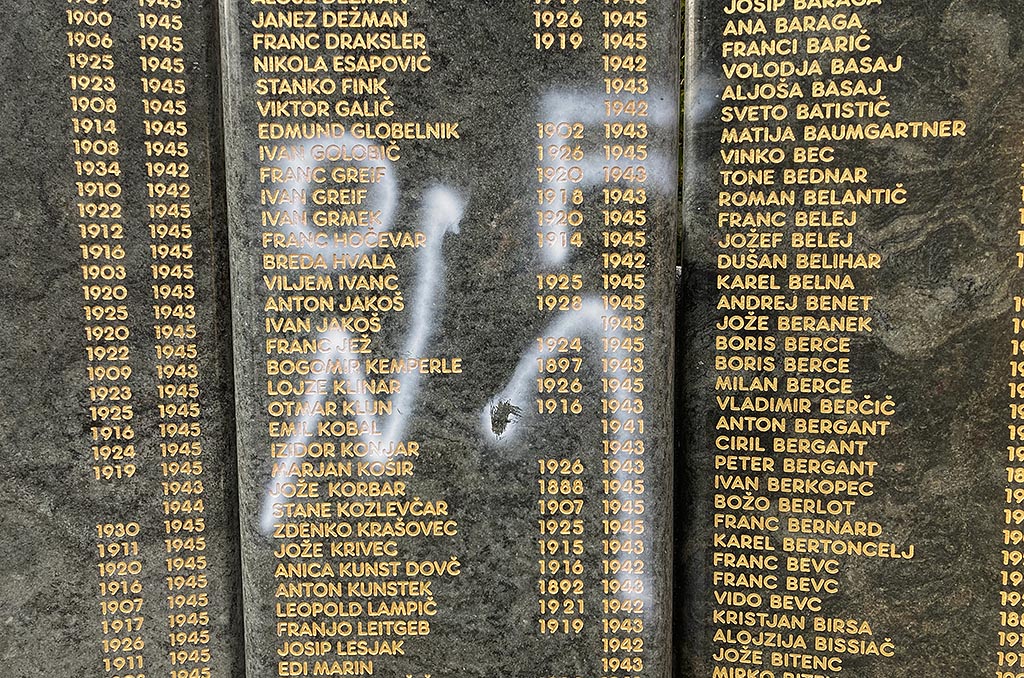 1900 1945
1906 1945
1925 1945
1923 1945
1908 1945
1914 1945
1908 1945
1934 1942
1910 1942
1922 1945
1912 1945
1916 1945
1903 1945
1920 1943
1925 1943
1920 1945
1922 1945
1909 1943
1923 1945
1925 1945
1916 1945
1924 1945
1919 1945
1943
1944
1930 1945
1911 1945
1920 1945
1916 1945
1907 1945
1917 1945
1926 1945
1911 1945
ALOJZ DEŽMAN 1919 1945
JANEZ DEŽMAN 1926 1945
FRANC DRAKSLER 1919 1945
NIKOLA ESAPOVIČ 1942
STANKO FINK 1943
VIKTOR GALIČ 1942
EDMUND GLOBELNIK 1902 1943
IVAN GOLOBIČ 1926 1945
FRANC GREIF 1920 1943
IVAN GREIF 1918 1943
IVAN GRMEK 1920 1945
FRANC HOČEVAR 1914 1945
BREDA HVALA 1942
VILJEM IVANC 1925 1945
ANTON JAKOŠ 1928 1945
IVAN JAKOŠ 1943
FRANC JEŽ 1924 1945
BOGOMIR KEMPERLE 1897 1943
LOJZE KLINAR 1926 1945
OTMAR KLUN 1916 1943
EMIL KOBAL 1941
IZIDOR KONJAR 1943
MARJAN KOSIR 1926 1943
JOŽE KORBAR 1888 1945
STANE KOZLEVČAR 1907 1945
ZDENKO KRAŠOVEC 1925 1945
JOŽE KRIVEC 1915 1943
ANICA KUNST DOVČ 1916 1942
ANTON KUNSTEK 1892 1943
LEOPOLD LAMPIČ 1921 1942
FRANJO LEITGEB 1919 1943
JOSIP LESJAK 1942
EDI MARIN 1943
JOSIP BARAGA
ANA BARAGA
FRANCI BARIČ
VOLODJA BASAJ
ALJOŠA BASAJ
SVETO BATISTIČ
MATIJA BAUMGARTNER
VINKO BEC
TONE BEDNAR
ROMAN BELANTIČ
FRANC BELEJ
JOŽEF BELEJ
DUŠAN BELIHAR
KAREL BELNA
ANDREJ BENET
JOŽE BERANEK
BORIS BERCE
BORIS BERCE
MILAN BERCE
VLADIMIR BERČIČ
ANTON BERGANT
CIRIL BERGANT
PETER BERGANT
IVAN BERKOPEC
BOŽO BERLOT
FRANC BERNARD
KAREL BERTONCELJ
FRANC BEVC
FRANC BEVC
VIDO BEVC
KRISTJAN BIRSA
ALOJZIJA BISSIAČ
JOŽE BITENC